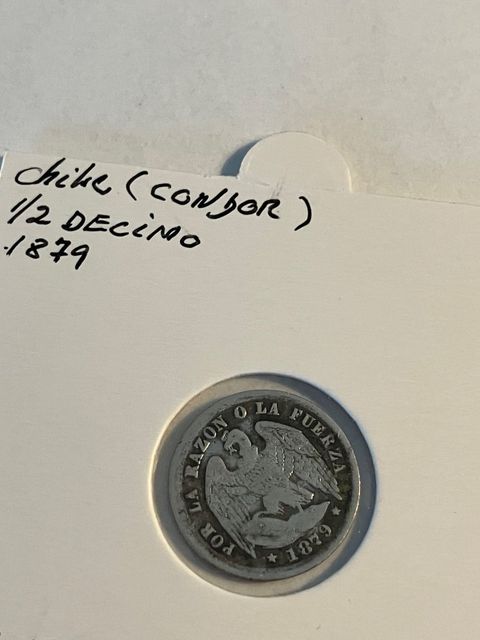 Chile (CONDOR)
1/2 DECIMO
1879
POR LA RAZON O LA FUERZA
★ 1879 ★